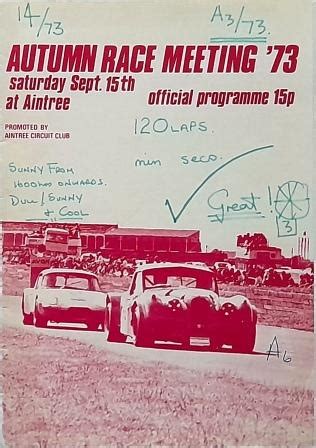 14/73
A3/73.
AUTUMN RACE MEETING '73
saturday Sept. 15th
at Aintree
official programme 15p
PROMOTED BY
AINTREE CIRCUIT CLUB
120 LAPS.
min secs.
SUNNY FROM
1600HRS ONWARDS.
DULL/SUNNY
& COOL
Great!
3
A6